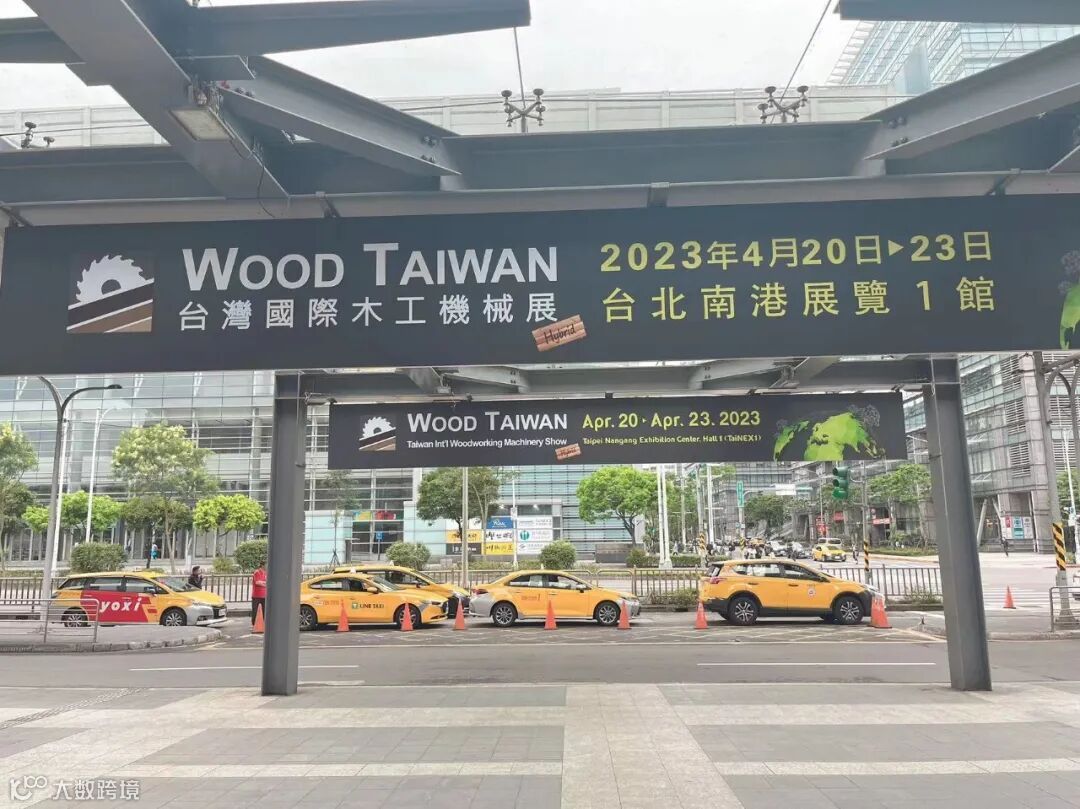 WOOD TAIWAN
台灣國際木工機械展
Hybrid
2023年4月20日▸23日
台北南港展覽1館
WOOD TAIWAN
Taiwan Int'l Woodworking Machinery Show
Hybrid
Apr. 20 - Apr. 23. 2023
Taipei Nangang Exhibition Center, Hall 1 (TaiNEX1)
yoxi
LINE TAXI
大数跨境